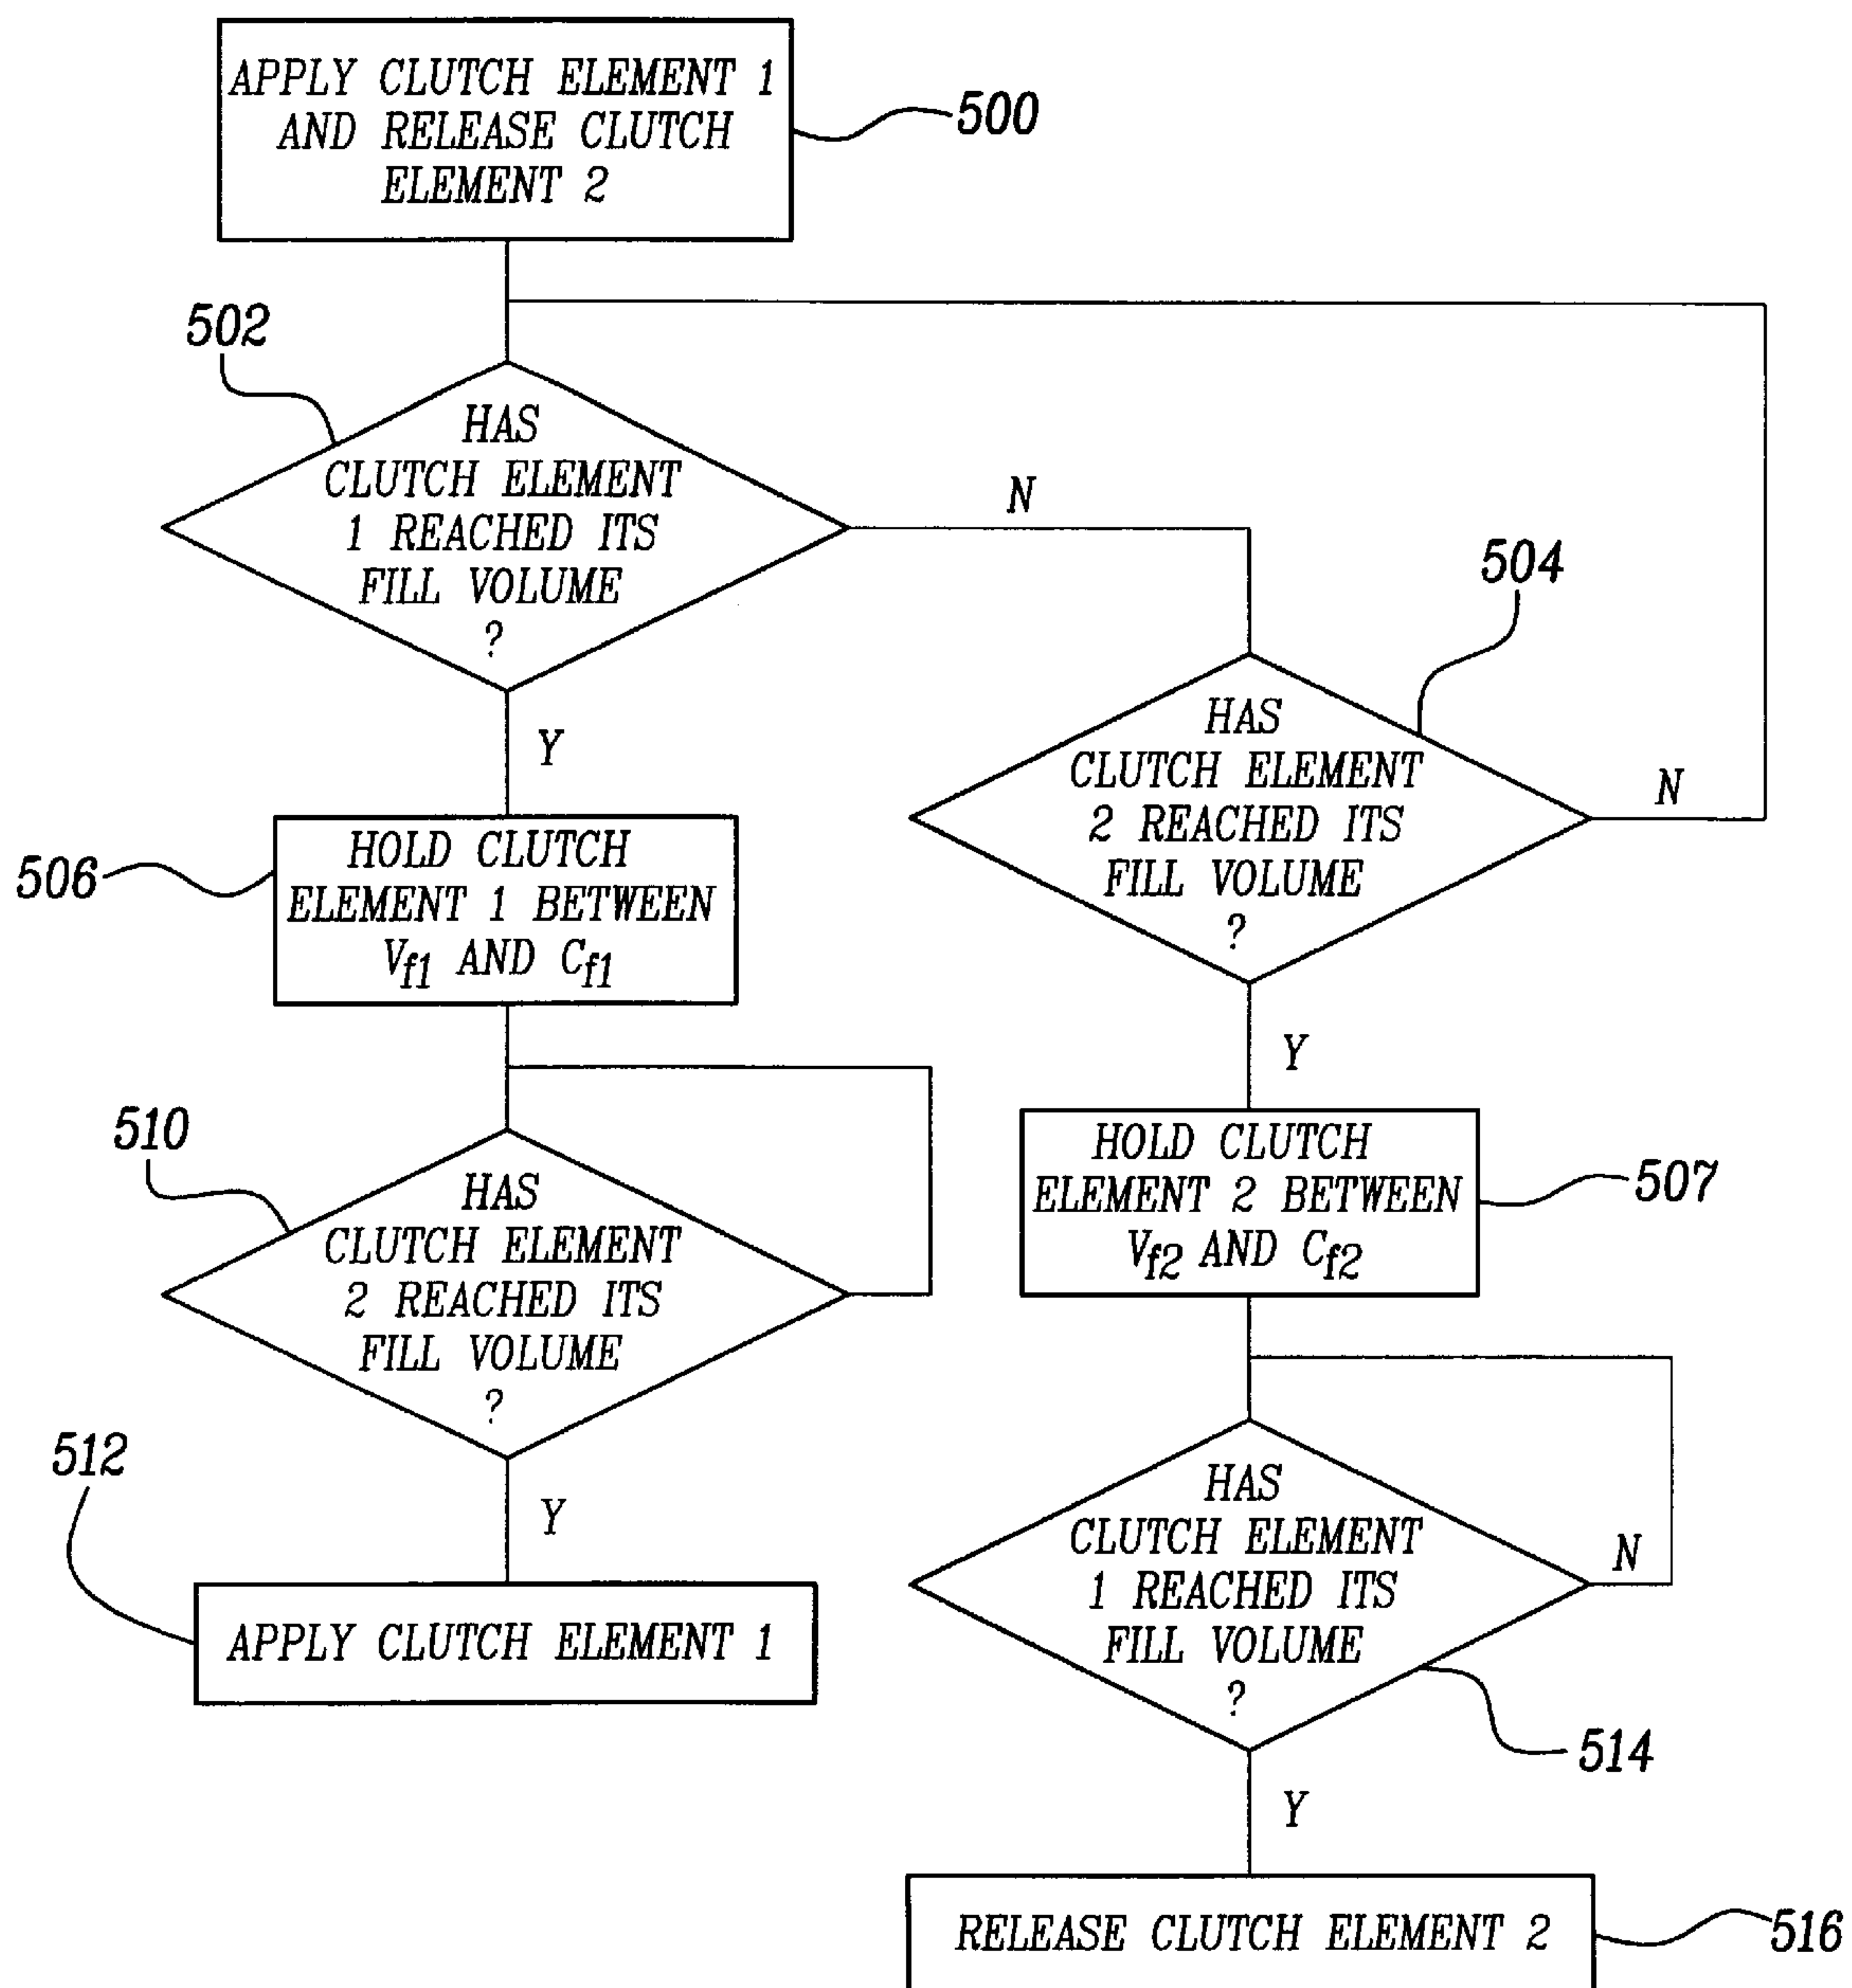 APPLY CLUTCH ELEMENT 1
AND RELEASE CLUTCH
ELEMENT 2
500
502
HAS
CLUTCH ELEMENT
1 REACHED ITS
FILL VOLUME
?
N
Y
504
HAS
CLUTCH ELEMENT
2 REACHED ITS
FILL VOLUME
?
N
Y
506
HOLD CLUTCH
ELEMENT 1 BETWEEN
Vf1 AND Cf1
510
HAS
CLUTCH ELEMENT
2 REACHED ITS
FILL VOLUME
?
Y
512
APPLY CLUTCH ELEMENT 1
HOLD CLUTCH
ELEMENT 2 BETWEEN
Vf2 AND Cf2
507
HAS
CLUTCH ELEMENT
1 REACHED ITS
FILL VOLUME
?
N
514
Y
RELEASE CLUTCH ELEMENT 2
516